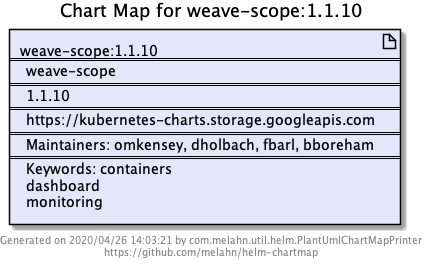 Chart Map for weave-scope:1.1.10
weave-scope:1.1.10
weave-scope
1.1.10
https://kubernetes-charts.storage.googleapis.com
Maintainers: omkensey, dholbach, fbarl, bboreham
Keywords: containers
dashboard
monitoring
Generated on 2020/04/26 14:03:21 by com.melahn.util.helm.PlantUmlChartMapPrinter
https://github.com/melahn/helm-chartmap